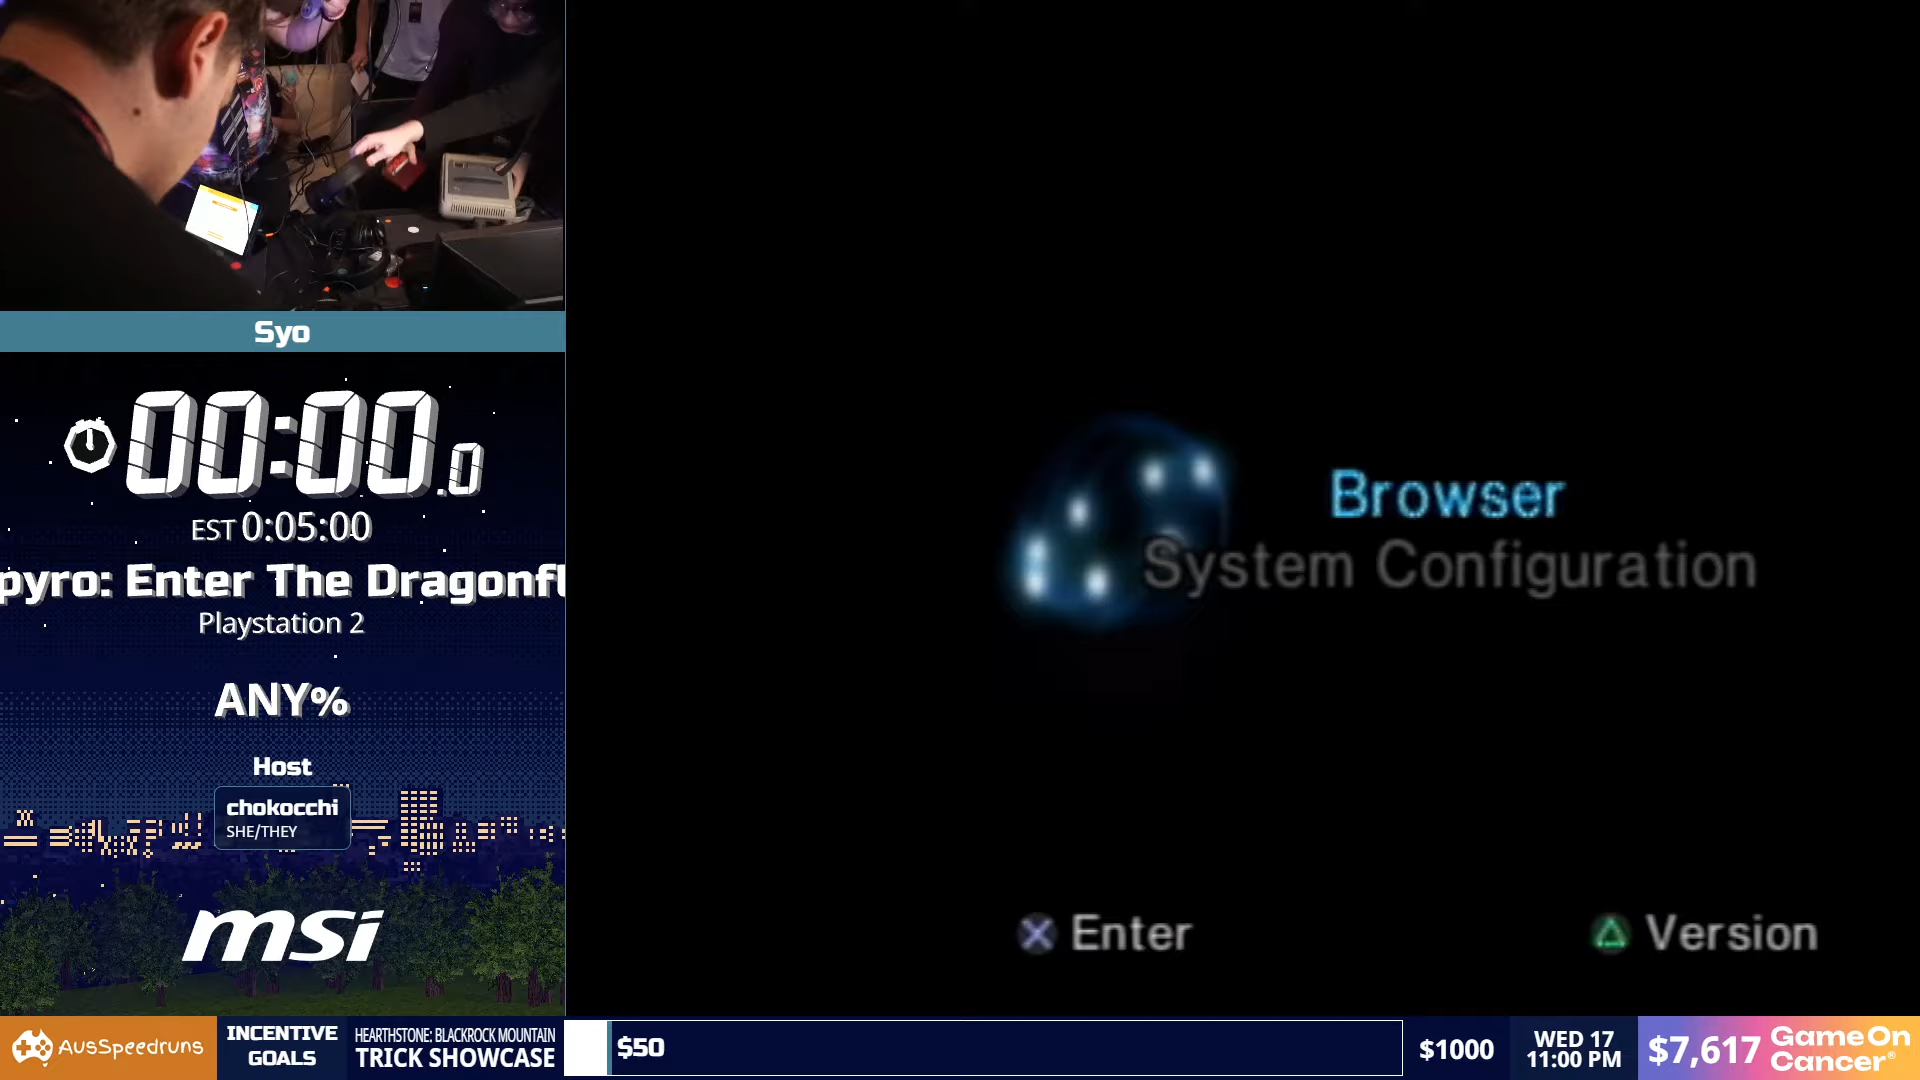 Syo
00:00.0
EST 0:05:00
pyro: Enter The Dragonfl
Playstation 2
ANY%
Host
chokocchi
SHE/THEY
msi
Browser
System Configuration
Enter
Version
AusSpeedruns
INCENTIVE
GOALS
HEARTHSTONE: BLACKROCK MOUNTAIN
TRICK SHOWCASE
$50
$1000
WED 17
11:00 PM
$7,617
GameOn
Cancer®